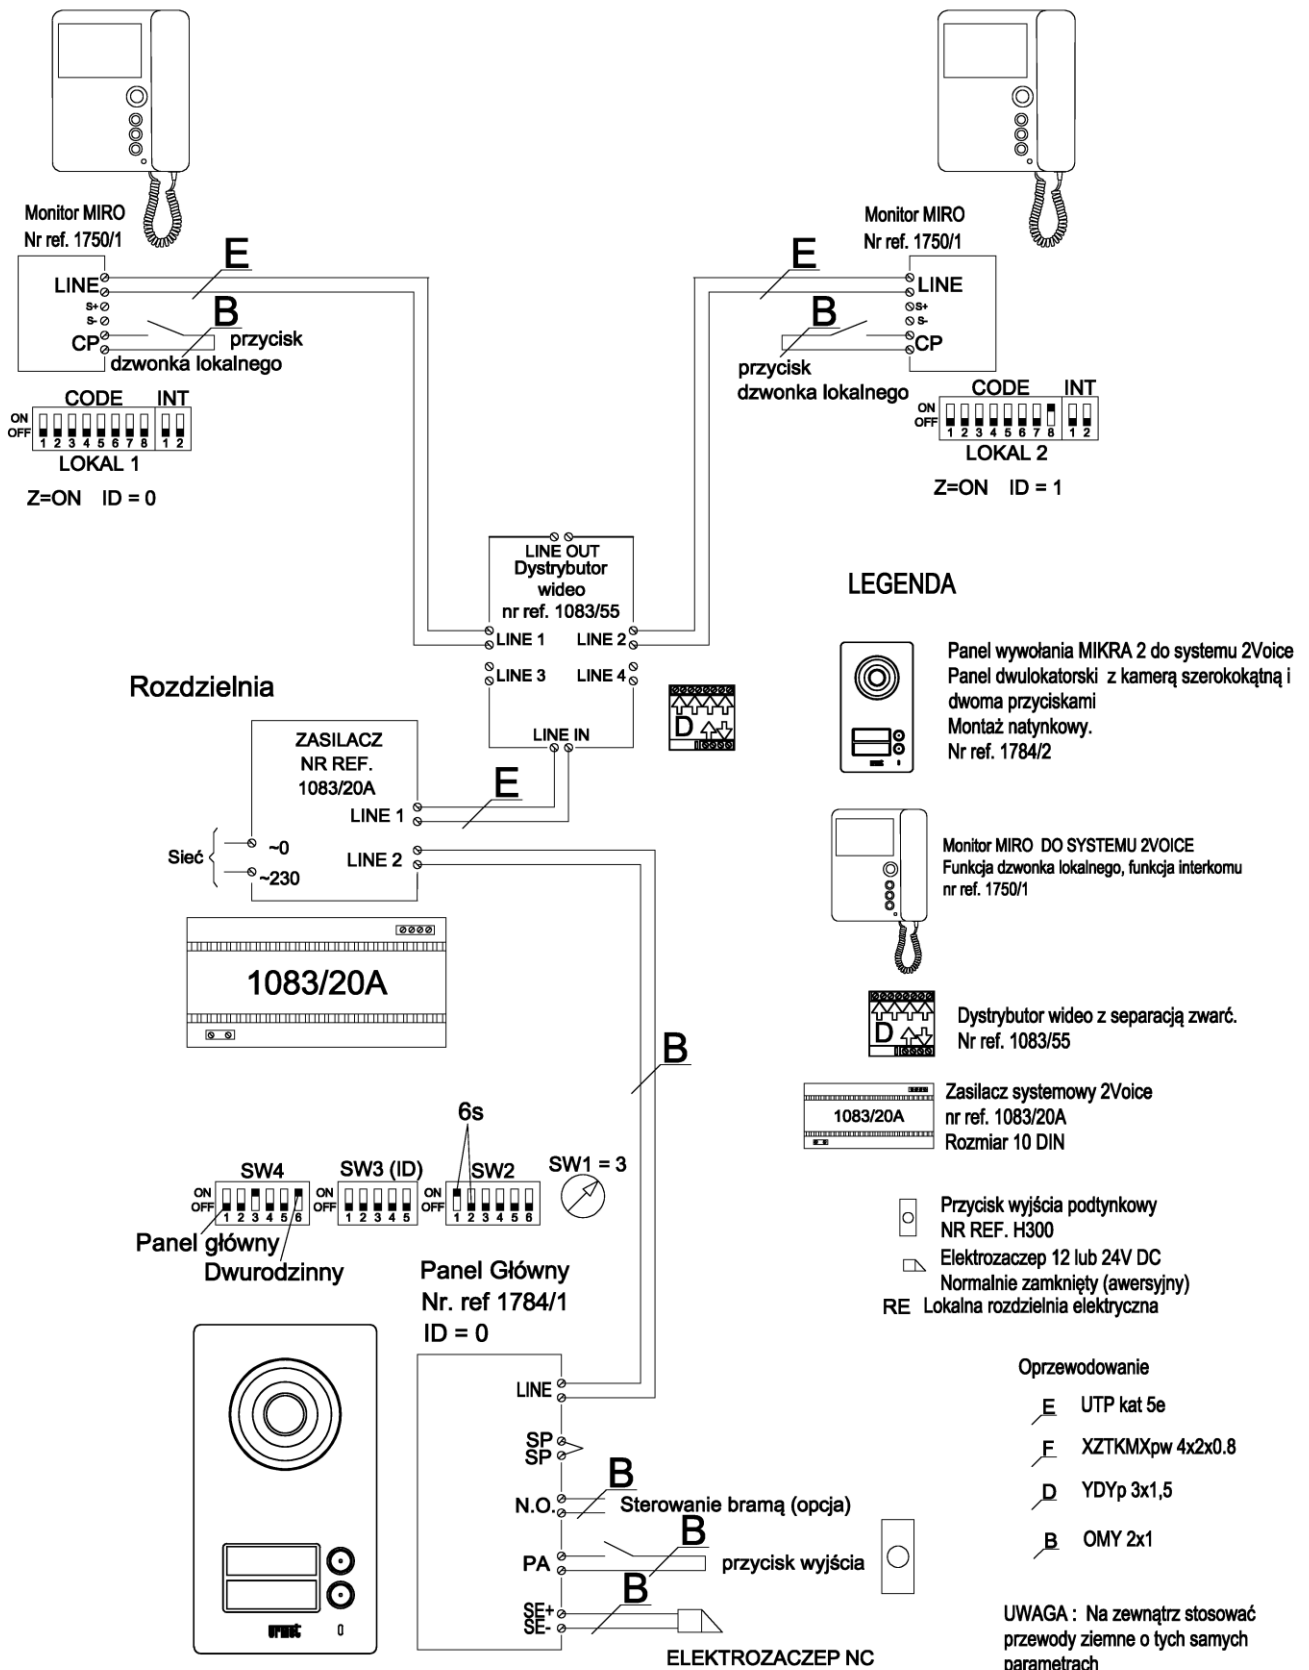 Monitor MIRO
Nr ref. 1750/1
LINE
S+
S-
CP
E
B
przycisk
dzwonka lokalnego
CODE INT
ON
OFF
1 2 3 4 5 6 7 8 1 2
LOKAL 1
Z=ON ID = 0
Monitor MIRO
Nr ref. 1750/1
E
LINE
S+
S-
CP
B
przycisk
dzwonka lokalnego
CODE INT
ON
OFF
1 2 3 4 5 6 7 8 1 2
LOKAL 2
Z=ON ID = 1
LINE OUT
Dystrybutor
wideo
nr ref. 1083/55
LINE 1 LINE 2
LINE 3 LINE 4
LINE IN
D
Rozdzielnia
ZASILACZ
NR REF.
1083/20A
LINE 1
LINE 2
Sieć
~0
~230
E
1083/20A
B
6s
SW4
ON
OFF
1 2 3 4 5 6
SW3 (ID)
ON
OFF
1 2 3 4 5
SW2
ON
OFF
1 2 3 4 5 6
SW1 = 3
Panel główny
Dwurodzinny
Panel Główny
Nr. ref 1784/1
ID = 0
LINE
SP
SP
N.O.
B
Sterowanie bramą (opcja)
PA
B
przycisk wyjścia
SE+
SE-
B
ELEKTROZACZEP NC
urmet
LEGENDA
Panel wywołania MIKRA 2 do systemu 2Voice
Panel dwulokatorski z kamerą szerokokątną i
dwoma przyciskami
Montaż natynkowy.
Nr ref. 1784/2
urmet
Monitor MIRO DO SYSTEMU 2VOICE
Funkcja dzwonka lokalnego, funkcja interkomu
nr ref. 1750/1
D
Dystrybutor wideo z separacją zwarć.
Nr ref. 1083/55
1083/20A
Zasilacz systemowy 2Voice
nr ref. 1083/20A
Rozmiar 10 DIN
Przycisk wyjścia podtynkowy
NR REF. H300
Elektrozaczep 12 lub 24V DC
Normalnie zamknięty (awersyjny)
RE Lokalna rozdzielnia elektryczna
Oprzewodowanie
E UTP kat 5e
F XZTKMXpw 4x2x0.8
D YDYp 3x1,5
B OMY 2x1
UWAGA : Na zewnątrz stosować
przewody ziemne o tych samych
parametrach